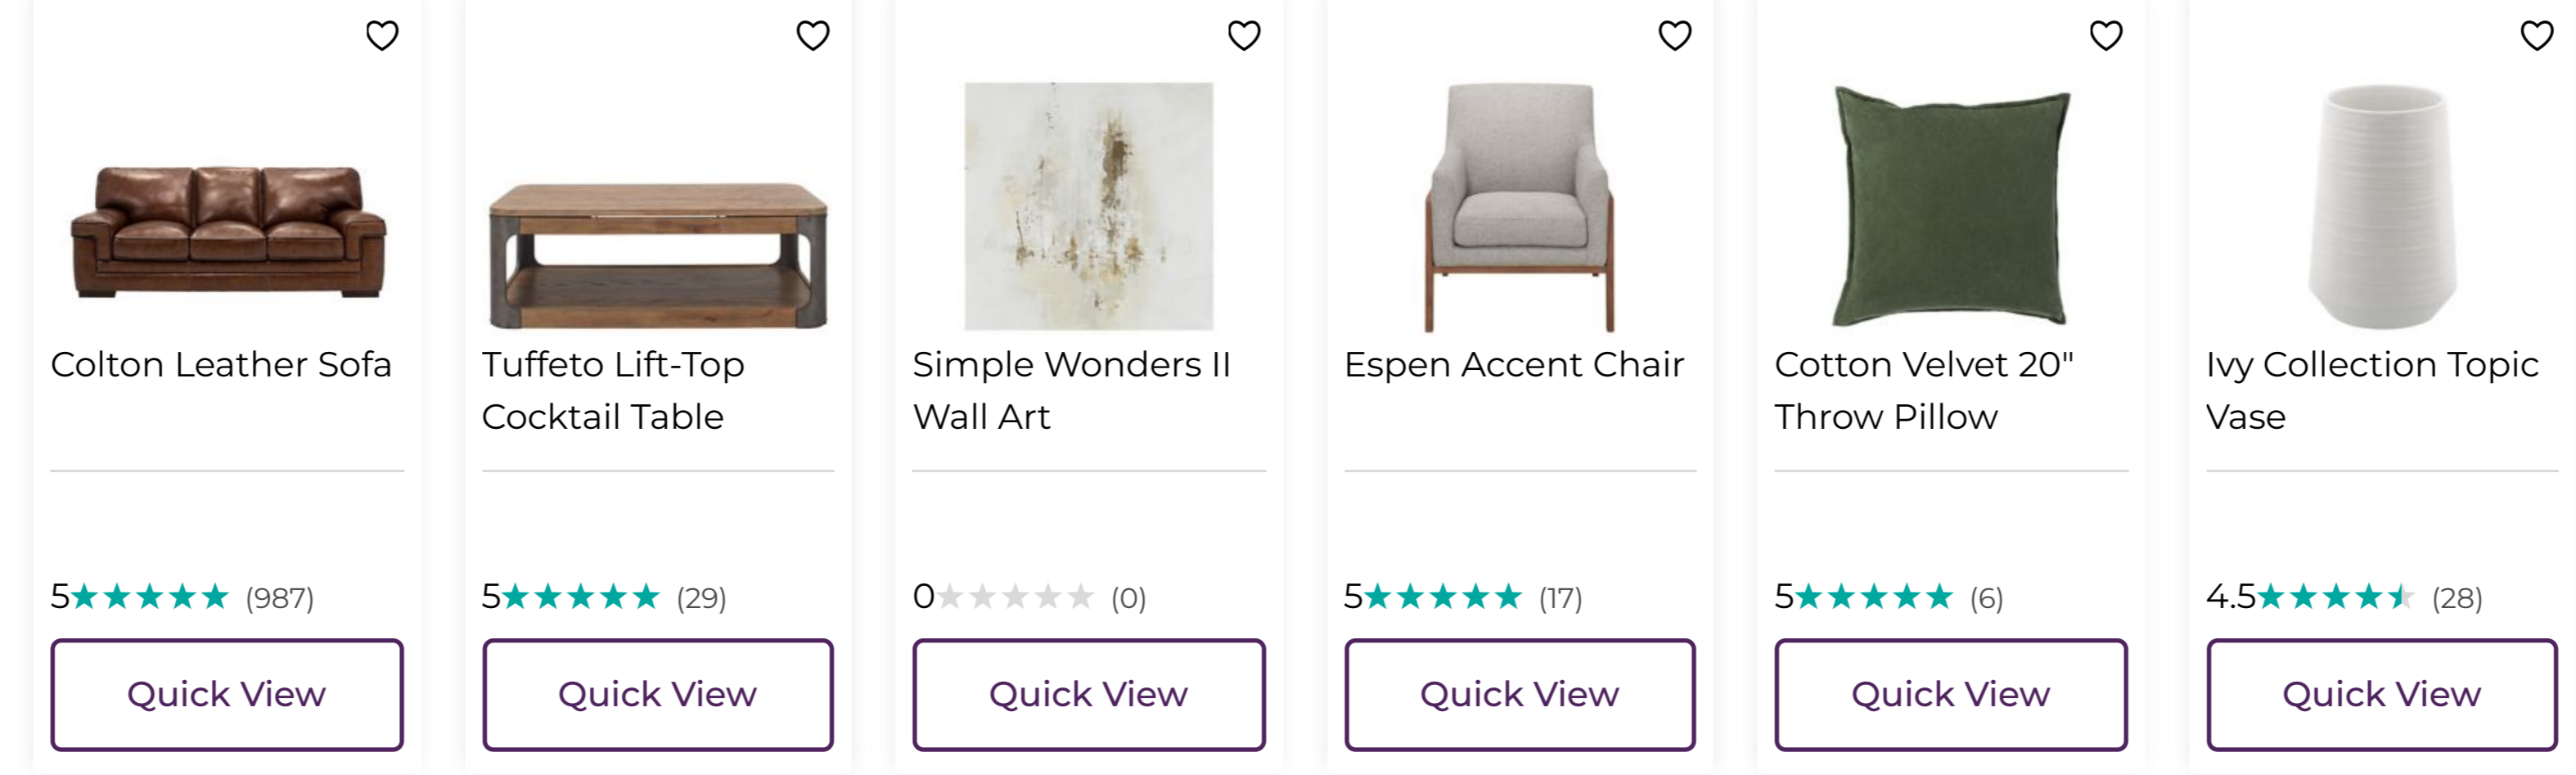 Colton Leather Sofa
5 (987)
Quick View
Tuffeto Lift-Top
Cocktail Table
5 (29)
Quick View
Simple Wonders II
Wall Art
0 (0)
Quick View
Espen Accent Chair
5 (17)
Quick View
Cotton Velvet 20"
Throw Pillow
5 (6)
Quick View
Ivy Collection Topic
Vase
4.5 (28)
Quick View